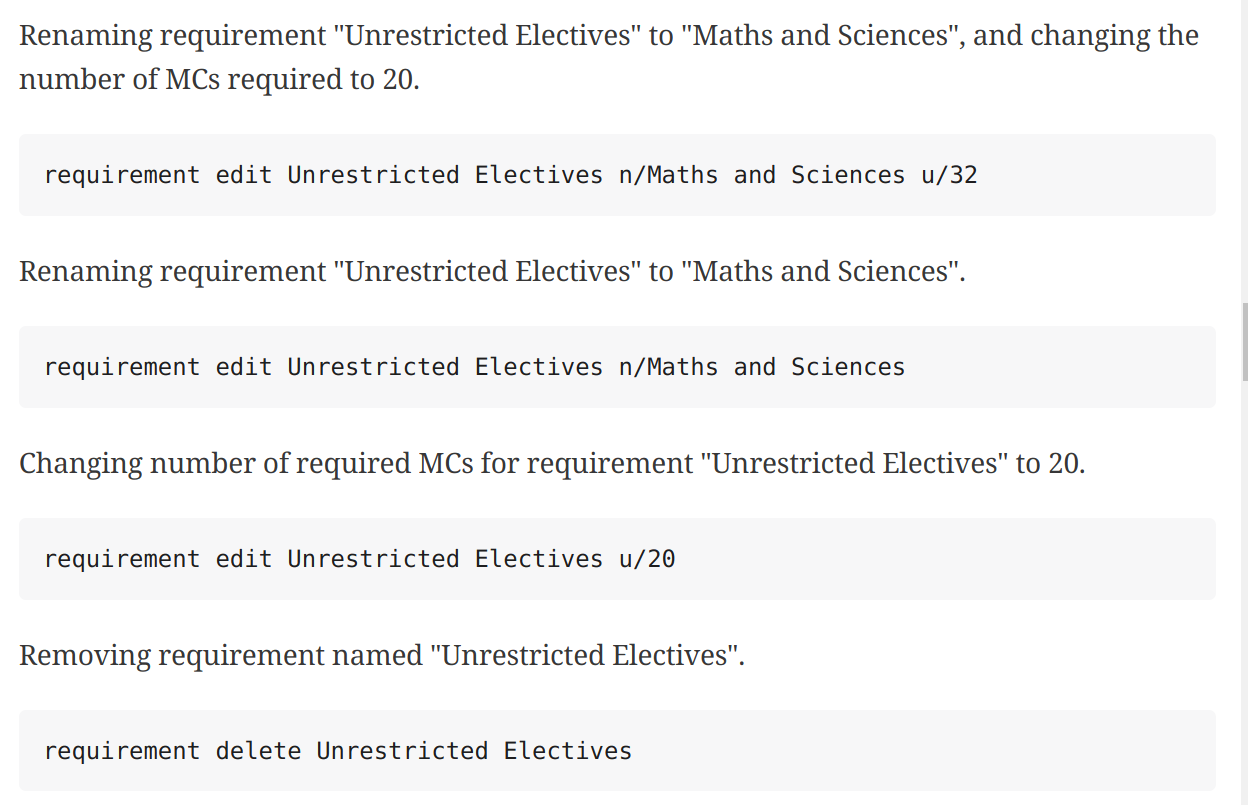 Renaming requirement "Unrestricted Electives" to "Maths and Sciences", and changing the
number of MCs required to 20.
requirement edit Unrestricted Electives n/Maths and Sciences u/32
Renaming requirement "Unrestricted Electives" to "Maths and Sciences".
requirement edit Unrestricted Electives n/Maths and Sciences
Changing number of required MCs for requirement "Unrestricted Electives" to 20.
requirement edit Unrestricted Electives u/20
Removing requirement named "Unrestricted Electives".
requirement delete Unrestricted Electives